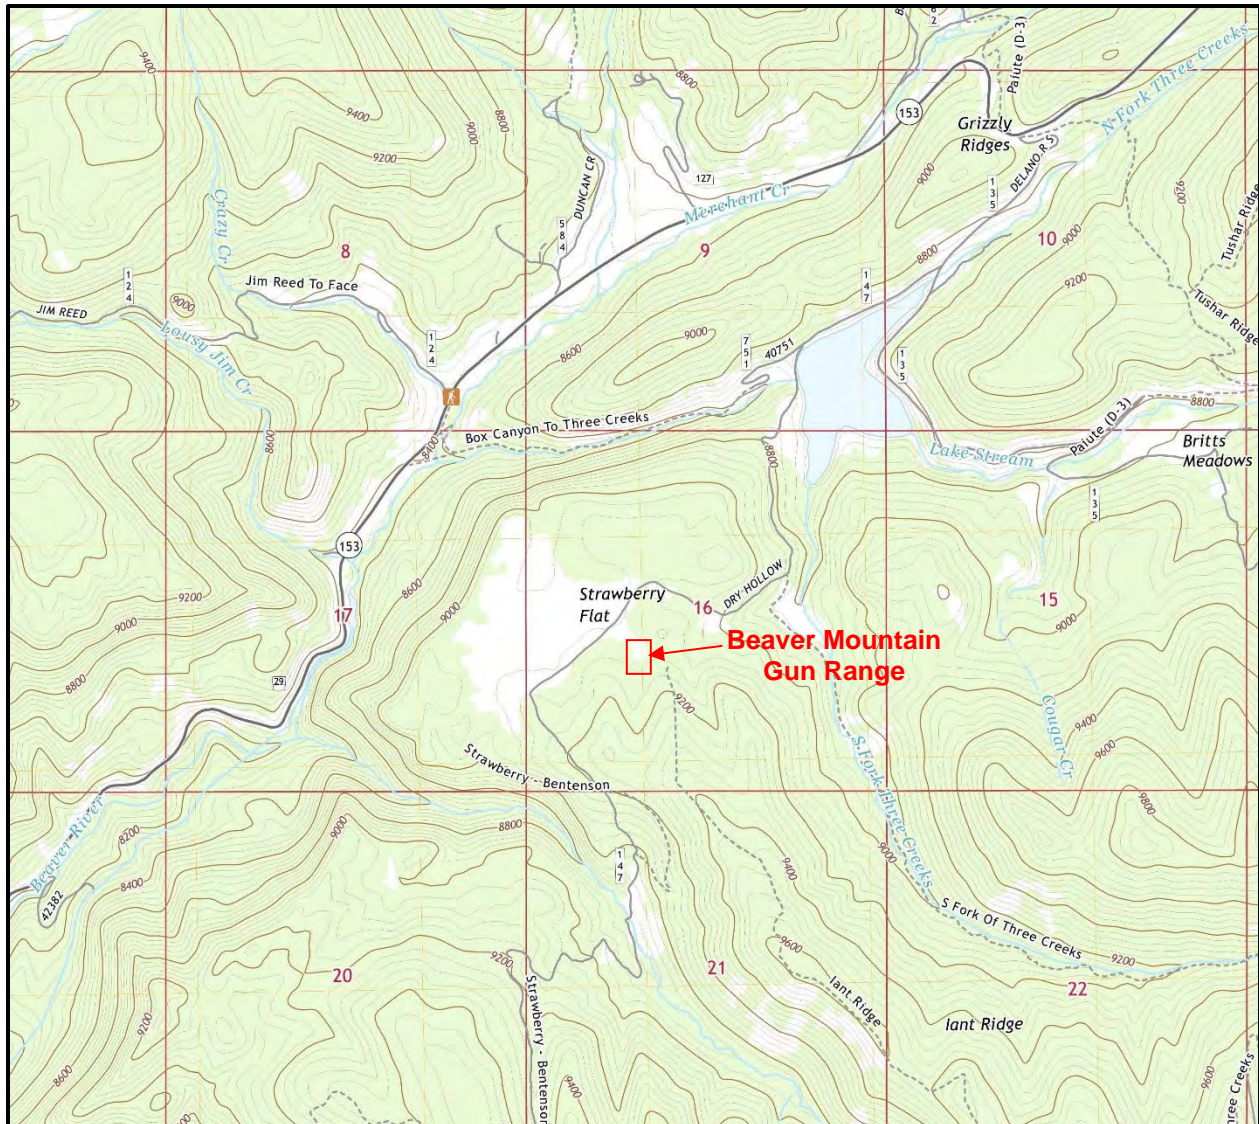 9400
8800
153
Paiute (D-3)
N Fork Three Creeks
Grizzly
Ridges
9400
9000
8800
9200
127
DELANO R S
9000
135
9200
Tushar Ridge
Crazy Cr
DUNCAN CR
Merchant Cr
584
8
9
10
9000
8800
9200
124
Jim Reed To Face
147
Tushar Ridge
JIM REED
9000
Lousy Jim Cr
124
8600
9000
751
40751
135
8400
Box Canyon To Three Creeks
8600
8800
Paiute (D-3)
8800
Britts
Meadows
Lake Stream
135
153
8600
9200
9000
9000
Strawberry
Flat
DRY HOLLOW
16
15
9000
17
Beaver Mountain
Gun Range
8800
29
9200
Cougar Cr
9400
9600
Strawberry - Bentenson
S Fork Three Creeks
9800
Beaver River
8200
9000
8800
9000
8400
147
9400
42382
S Fork Of Three Creeks
9200
9600
20
9200
21
22
Strawberry - Bentenson
Iant Ridge
Iant Ridge
9200
8600
9400
9600
hree Creeks